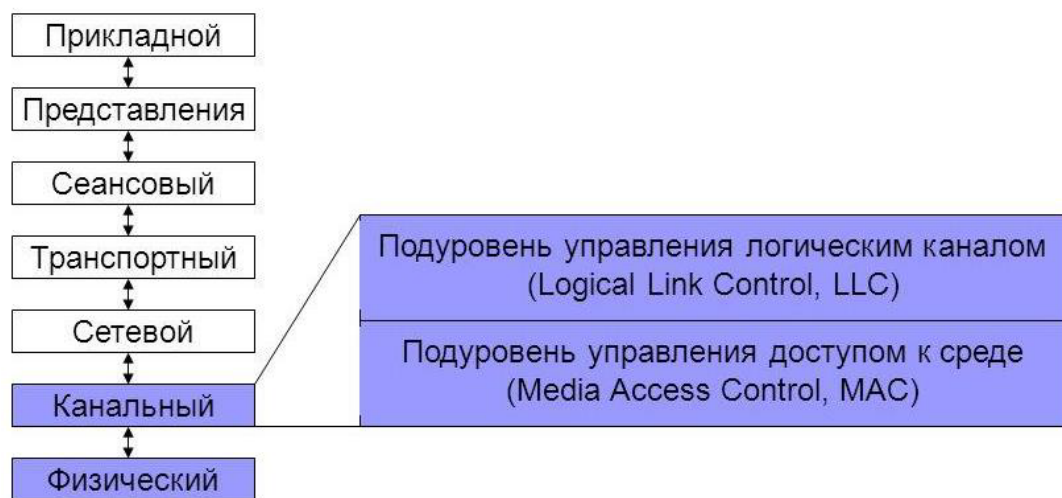 Прикладной
Представления
Сеансовый
Транспортный
Сетевой
Канальный
Физический
Подуровень управления логическим каналом
(Logical Link Control, LLC)
Подуровень управления доступом к среде
(Media Access Control, MAC)